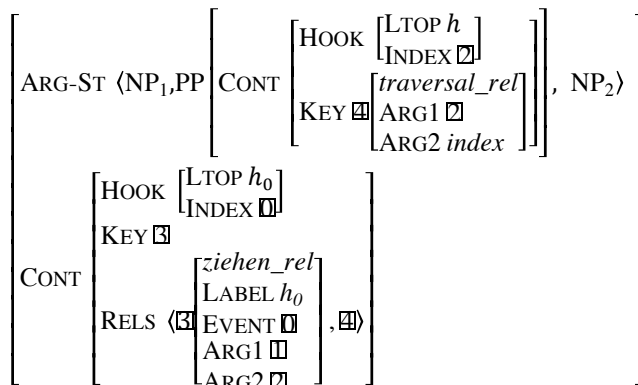 HOOK [LTOP h
INDEX 2]
ARG-ST ⟨NP₁,PP [CONT [KEY 4 [traversal_rel
ARG1 2
ARG2 index]]], NP₂⟩
HOOK [LTOP h₀
INDEX 0]
KEY 3
CONT
RELS ⟨3 [ziehen_rel
LABEL h₀
EVENT 0
ARG1 1
ARG2 2] , 4⟩